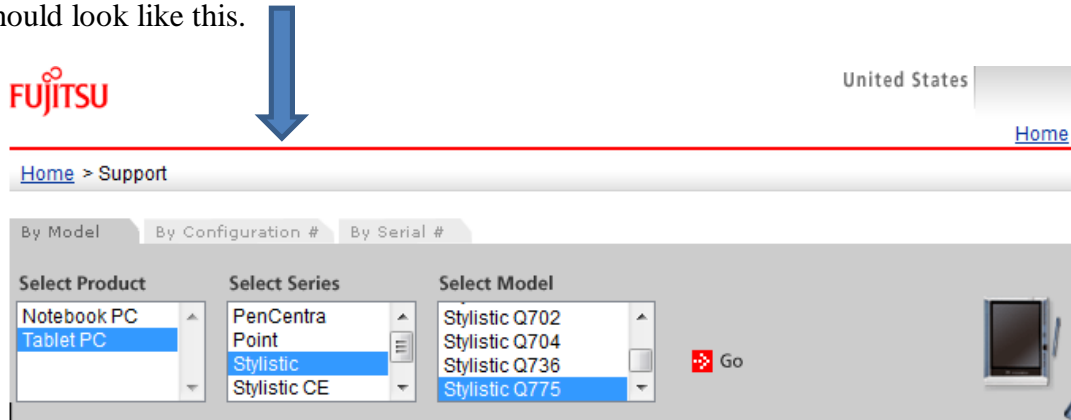 hould look like this.
FUJITSU
United States
Home
Home > Support
By Model By Configuration # By Serial #
Select Product Select Series Select Model
Notebook PC
Tablet PC
PenCentra
Point
Stylistic
Stylistic CE
Stylistic Q702
Stylistic Q704
Stylistic Q736
Stylistic Q775
Go